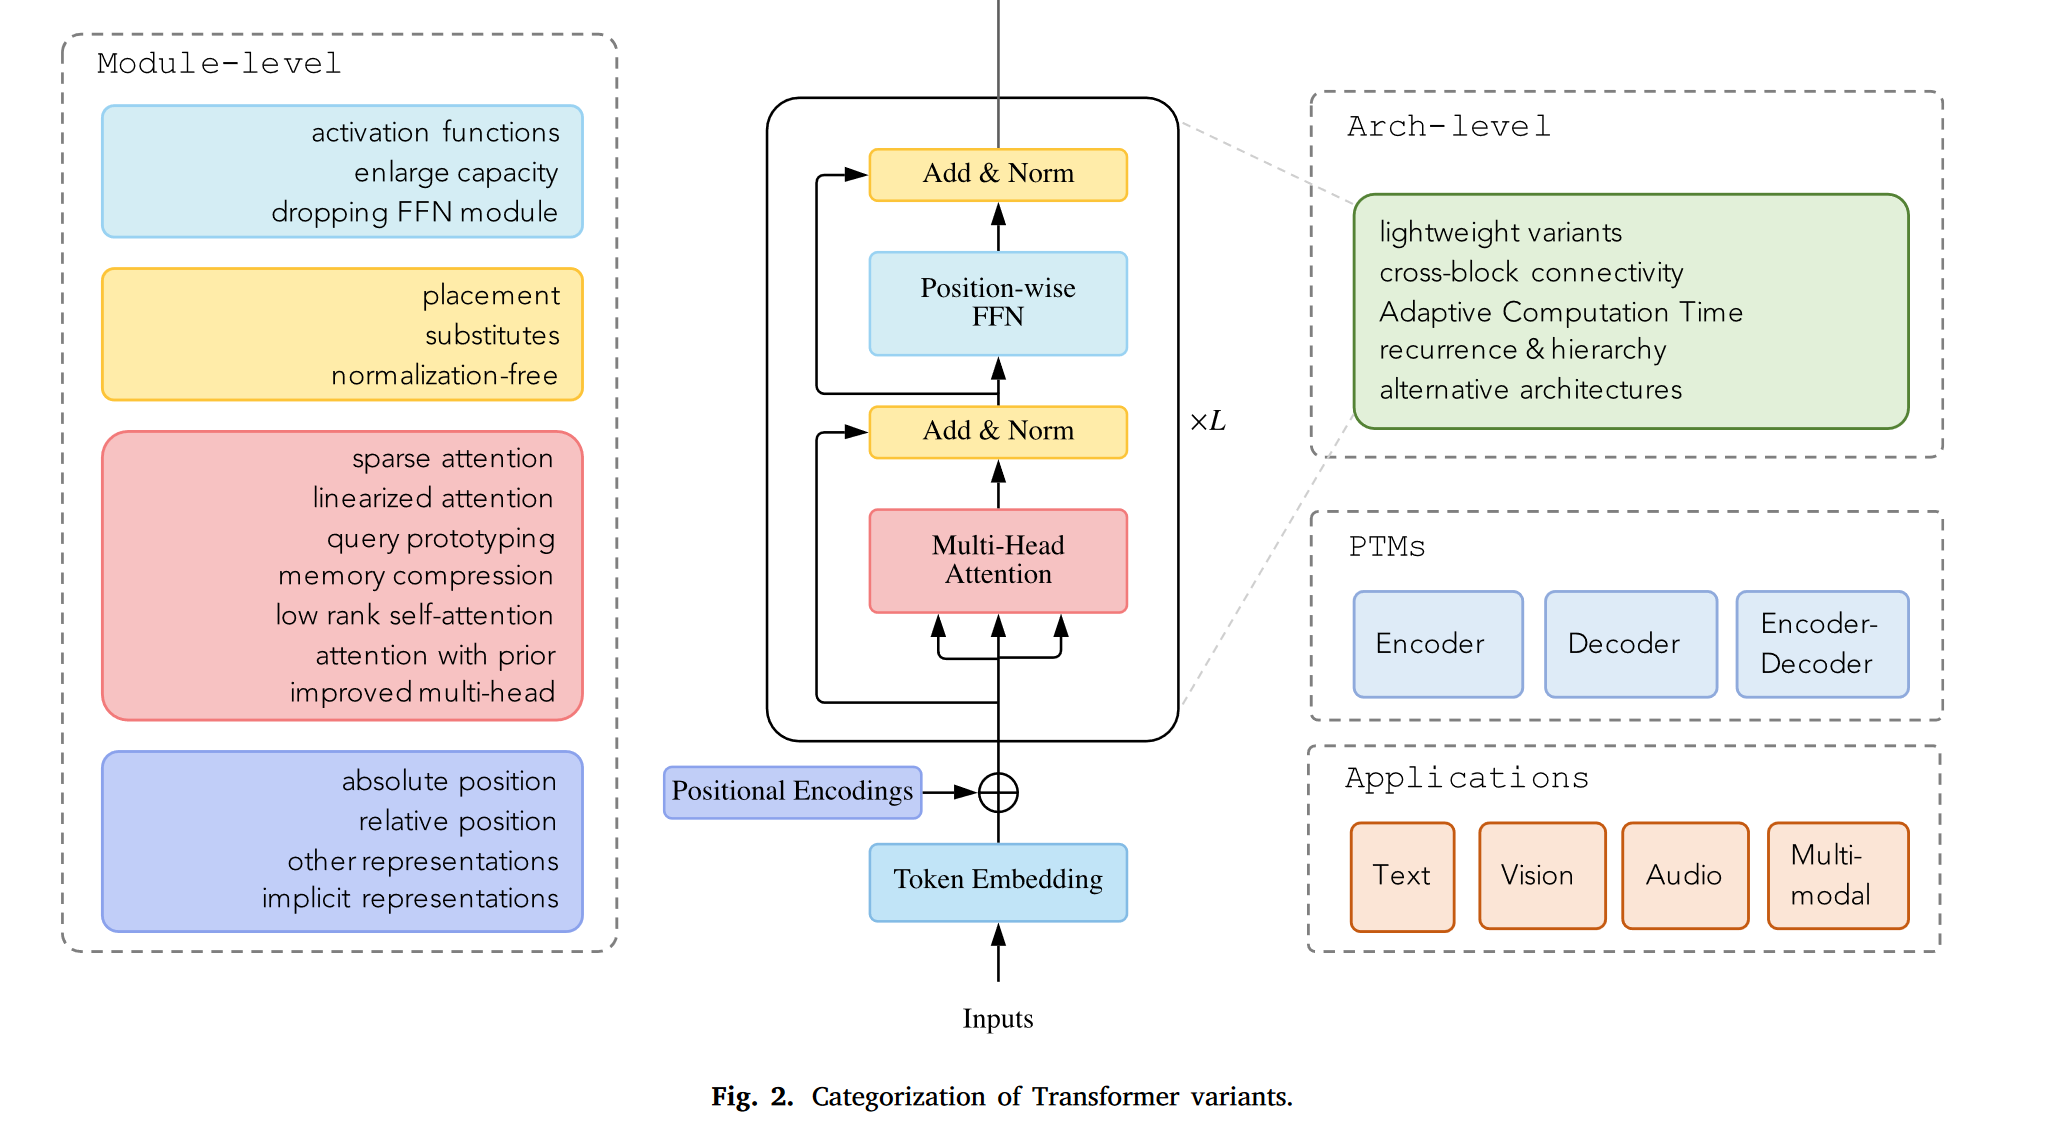 Module-level
activation functions
enlarge capacity
dropping FFN module
placement
substitutes
normalization-free
sparse attention
linearized attention
query prototyping
memory compression
low rank self-attention
attention with prior
improved multi-head
absolute position
relative position
other representations
implicit representations
Add & Norm
Position-wise
FFN
Add & Norm
Multi-Head
Attention
×L
Positional Encodings
Token Embedding
Inputs
Arch-level
lightweight variants
cross-block connectivity
Adaptive Computation Time
recurrence & hierarchy
alternative architectures
PTMs
Encoder
Decoder
Encoder-
Decoder
Applications
Text
Vision
Audio
Multi-
modal
Fig. 2. Categorization of Transformer variants.